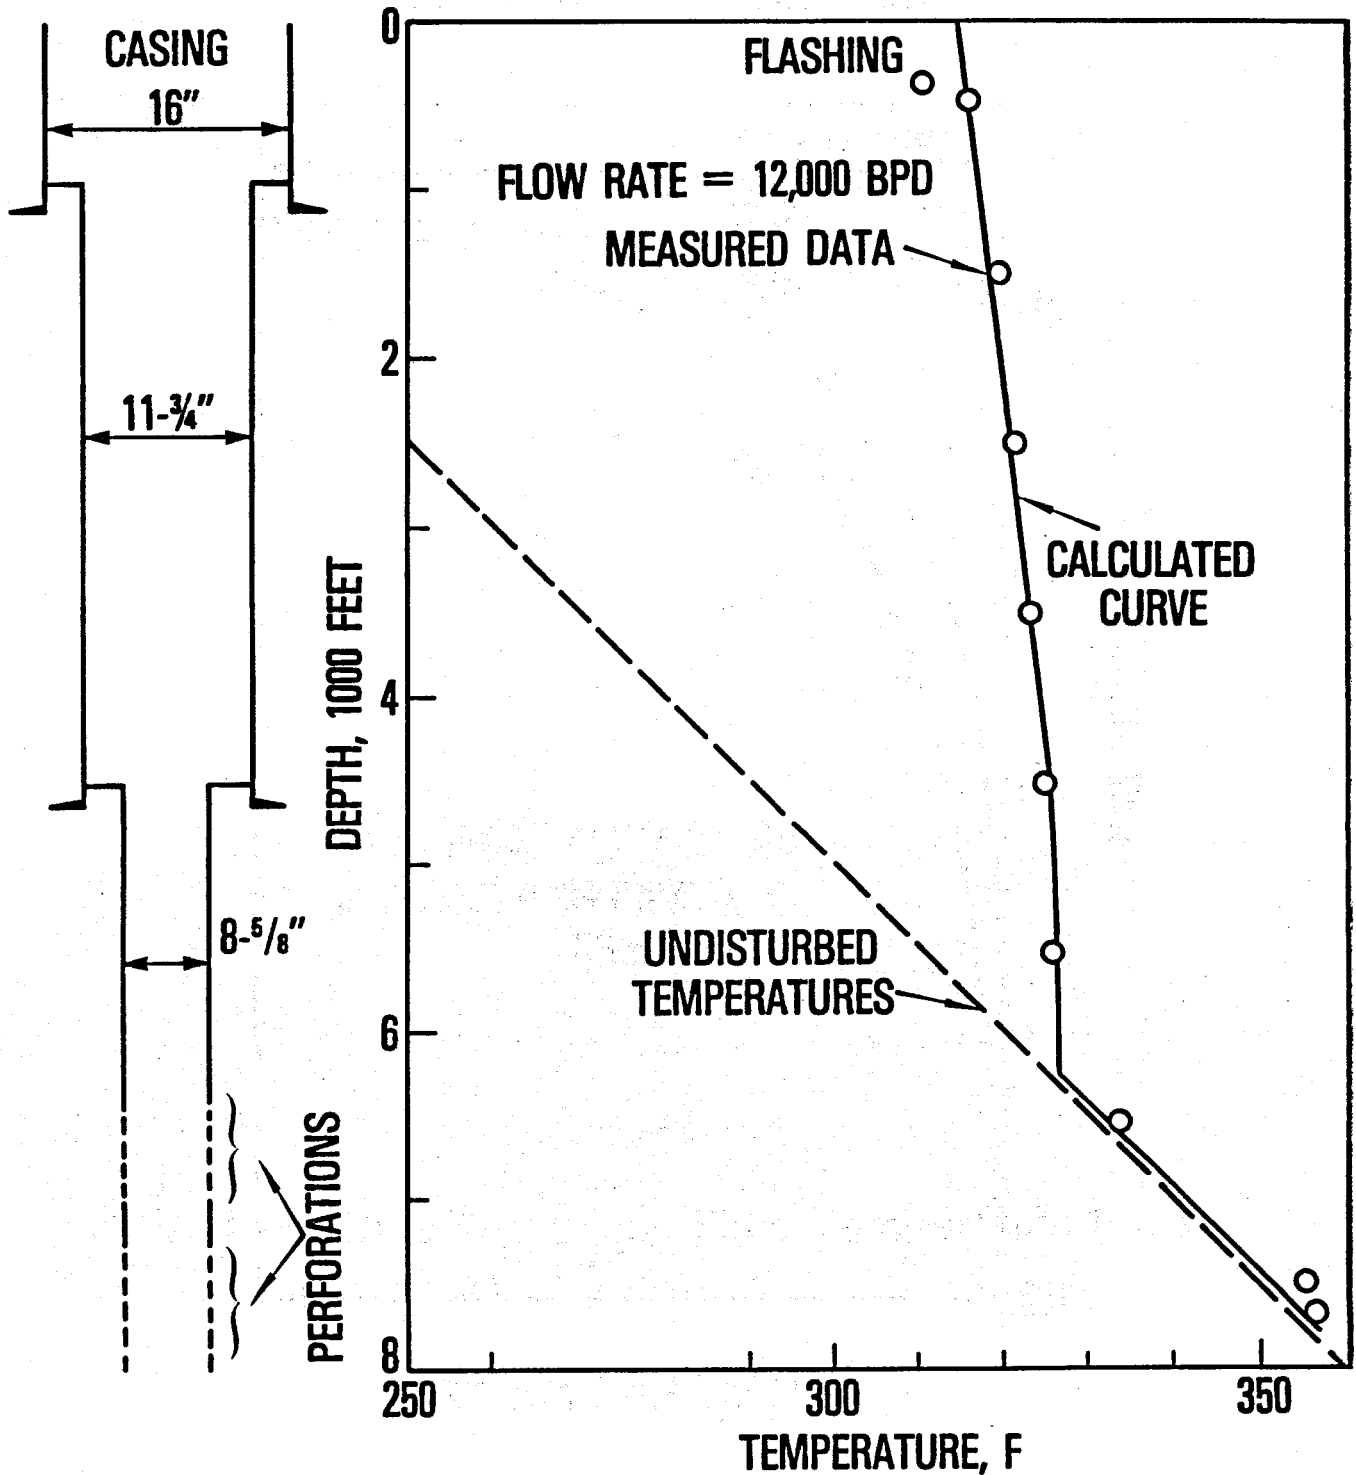 CASING
16"
11-3/4"
8-5/8"
PERFORATIONS
DEPTH, 1000 FEET
0
2
4
6
8
FLASHING
FLOW RATE = 12,000 BPD
MEASURED DATA
CALCULATED
CURVE
UNDISTURBED
TEMPERATURES
250
300
350
TEMPERATURE, F